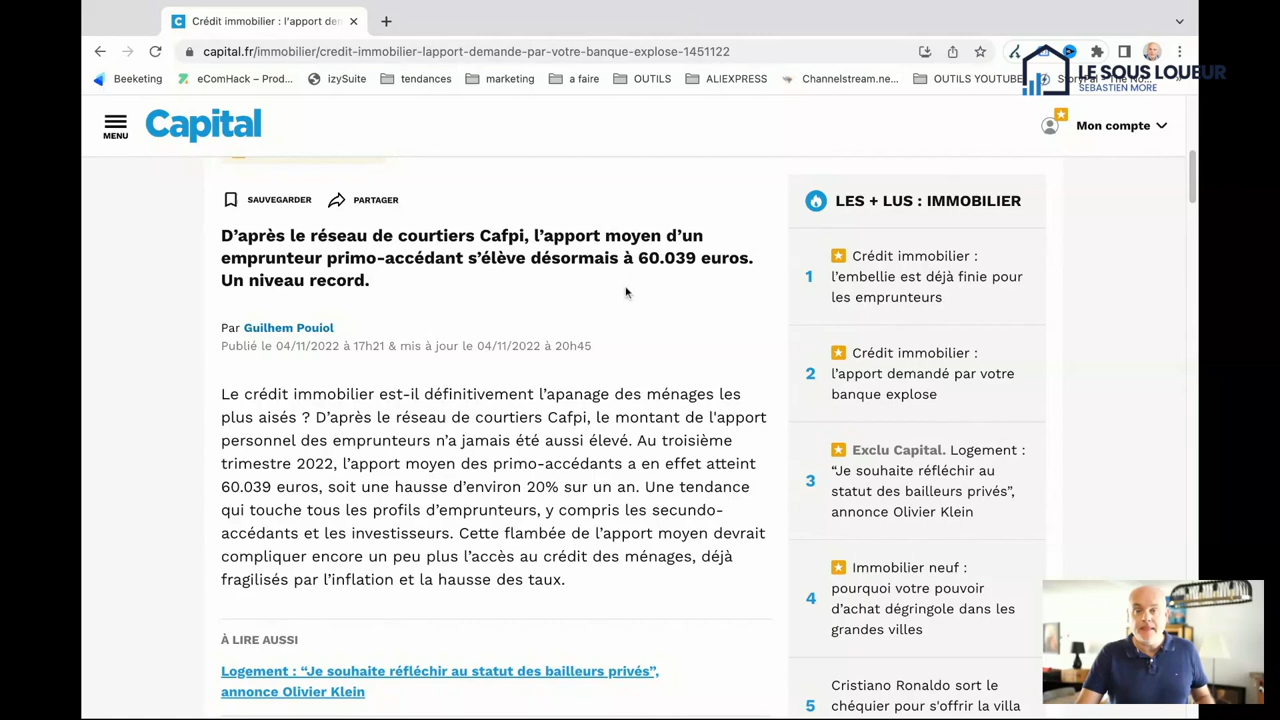 Crédit immobilier : l'apport den
capital.fr/immobilier/credit-immobilier-lapport-demande-par-votre-banque-explose-1451122
Beeketing
eComHack – Prod...
izySuite
tendances
mrketing
a faire
OUTILS
ALIEXPRESS
Channelstream.ne...
OUTILS YOUTUBE
LE SOUS LOUEUR
SEBASTIEN MORE
MENU
Capital
Mon compte
SAUVEGARDER
PARTAGER
D'après le réseau de courtiers Cafpi, l'apport moyen d'un
emprunteur primo-accédant s'élève désormais à 60.039 euros.
Un niveau record.
Par Guilhem Pouiol
Publié le 04/11/2022 à 17h21 & mis à jour le 04/11/2022 à 20h45
Le crédit immobilier est-il définitivement l'apanage des ménages les
plus aisés ? D'après le réseau de courtiers Cafpi, le montant de l'apport
personnel des emprunteurs n'a jamais été aussi élevé. Au troisième
trimestre 2022, l'apport moyen des primo-accédants a en effet atteint
60.039 euros, soit une hausse d'environ 20% sur un an. Une tendance
qui touche tous les profils d'emprunteurs, y compris les secundo-
accédants et les investisseurs. Cette flambée de l'apport moyen devrait
compliquer encore un peu plus l'accès au crédit des ménages, déjà
fragilisés par l'inflation et la hausse des taux.
À LIRE AUSSI
Logement : “Je souhaite réfléchir au statut des bailleurs privés”,
annonce Olivier Klein
LES + LUS : IMMOBILIER
1
Crédit immobilier :
l'embellie est déjà finie pour
les emprunteurs
2
Crédit immobilier :
l'apport demandé par votre
banque explose
3
Exclu Capital. Logement :
“Je souhaite réfléchir au
statut des bailleurs privés”,
annonce Olivier Klein
4
Immobilier neuf :
pourquoi votre pouvoir
d'achat dégringole dans les
grandes villes
5
Cristiano Ronaldo sort le
chéquier pour s'offrir la villa